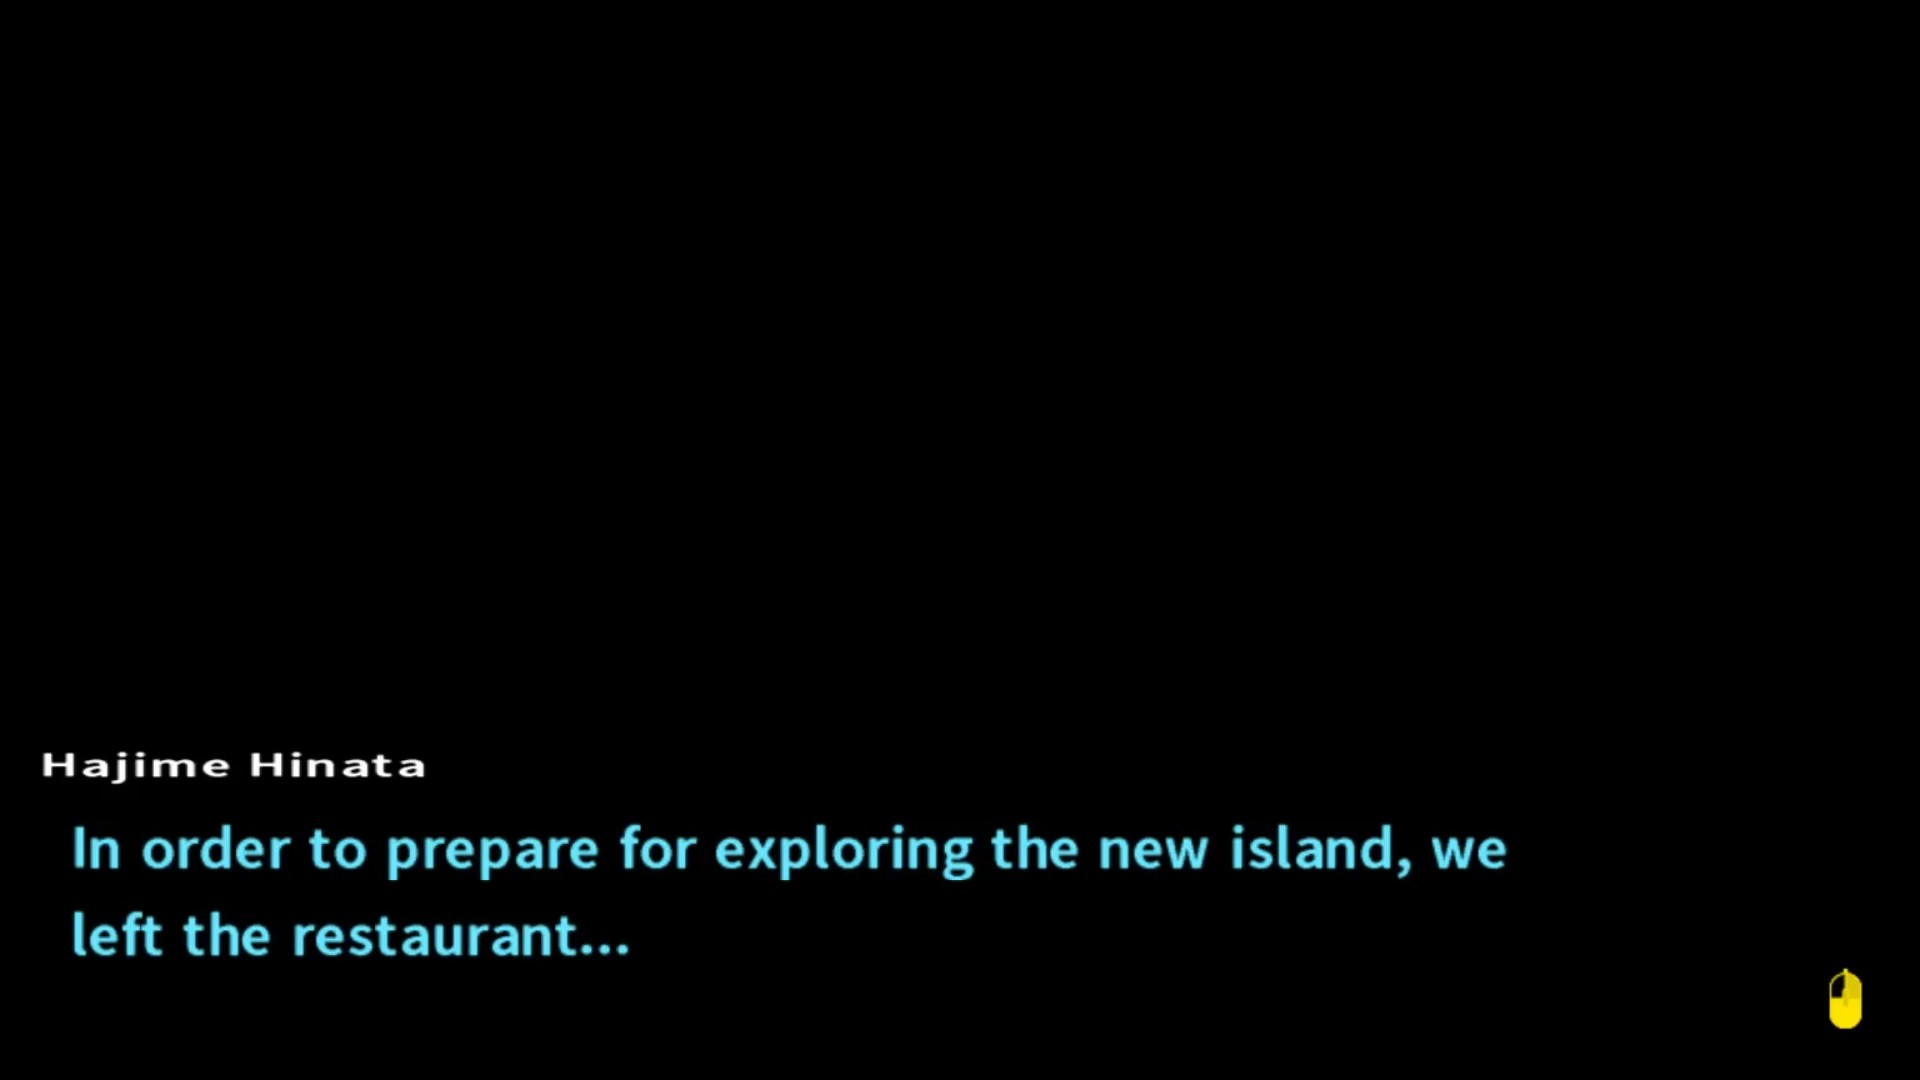 Hajime Hinata
In order to prepare for exploring the new island, we
left the restaurant...